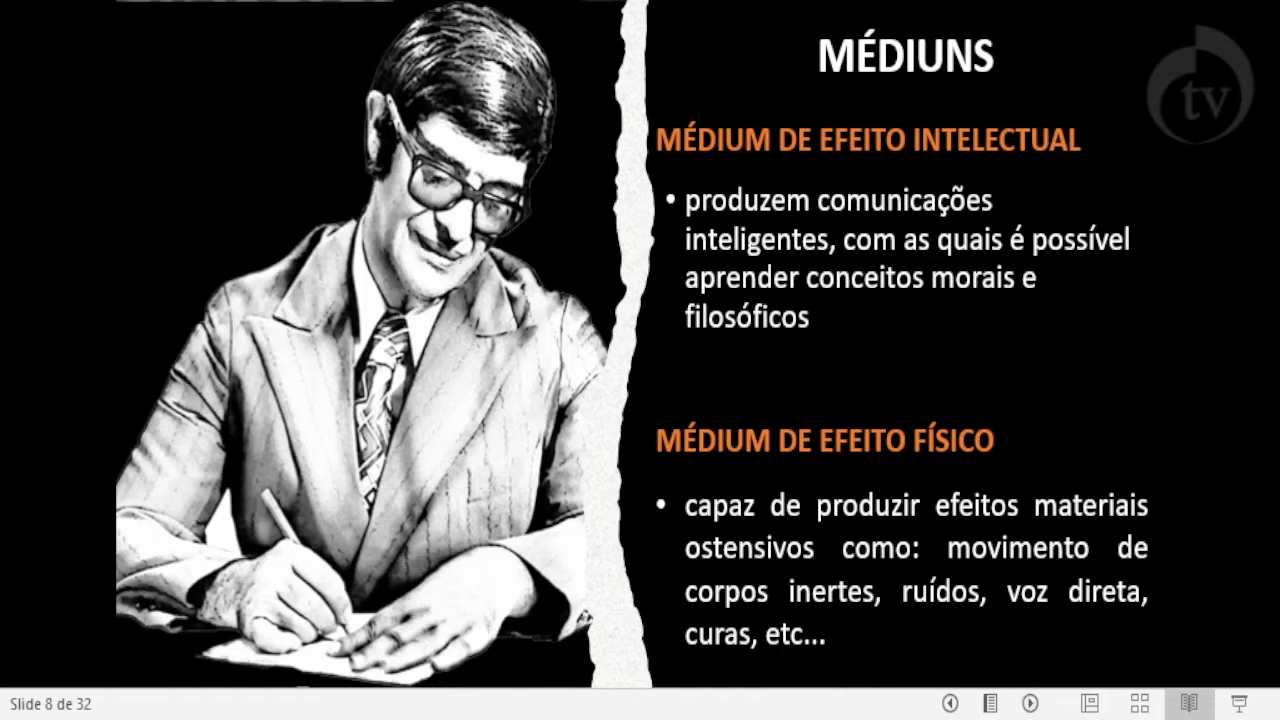 MÉDIUNS
tv
MÉDIUM DE EFEITO INTELECTUAL
• produzem comunicações
inteligentes, com as quais é possível
aprender conceitos morais e
filosóficos
MÉDIUM DE EFEITO FÍSICO
• capaz de produzir efeitos materiais
ostensivos como: movimento de
corpos inertes, ruídos, voz direta,
curas, etc...
Slide 8 de 32